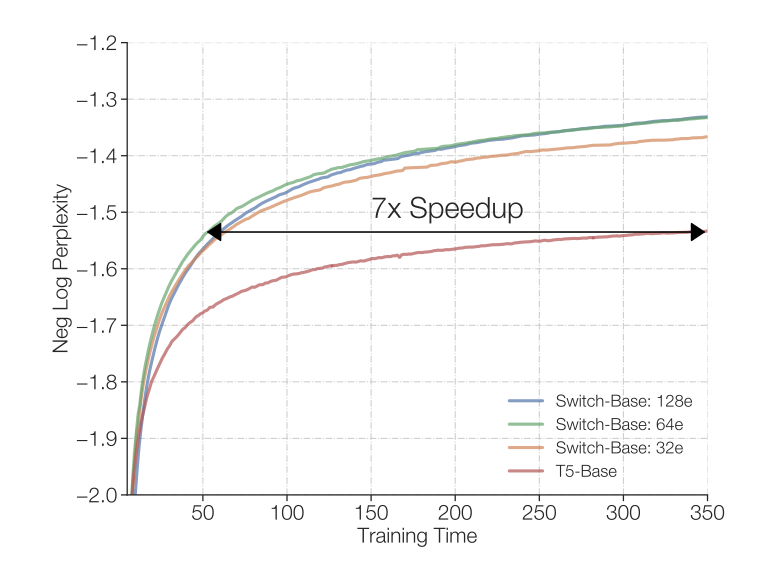 −1.2
−1.3
−1.4
−1.5
−1.6
−1.7
−1.8
−1.9
−2.0
Neg Log Perplexity
7x Speedup
Switch-Base: 128e
Switch-Base: 64e
Switch-Base: 32e
T5-Base
50 100 150 200 250 300 350
Training Time